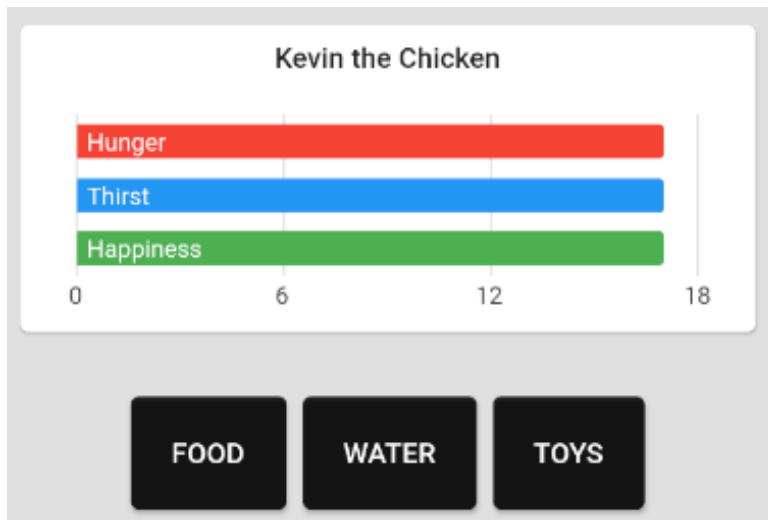 Kevin the Chicken
Hunger
Thirst
Happiness
0 6 12 18
FOOD WATER TOYS